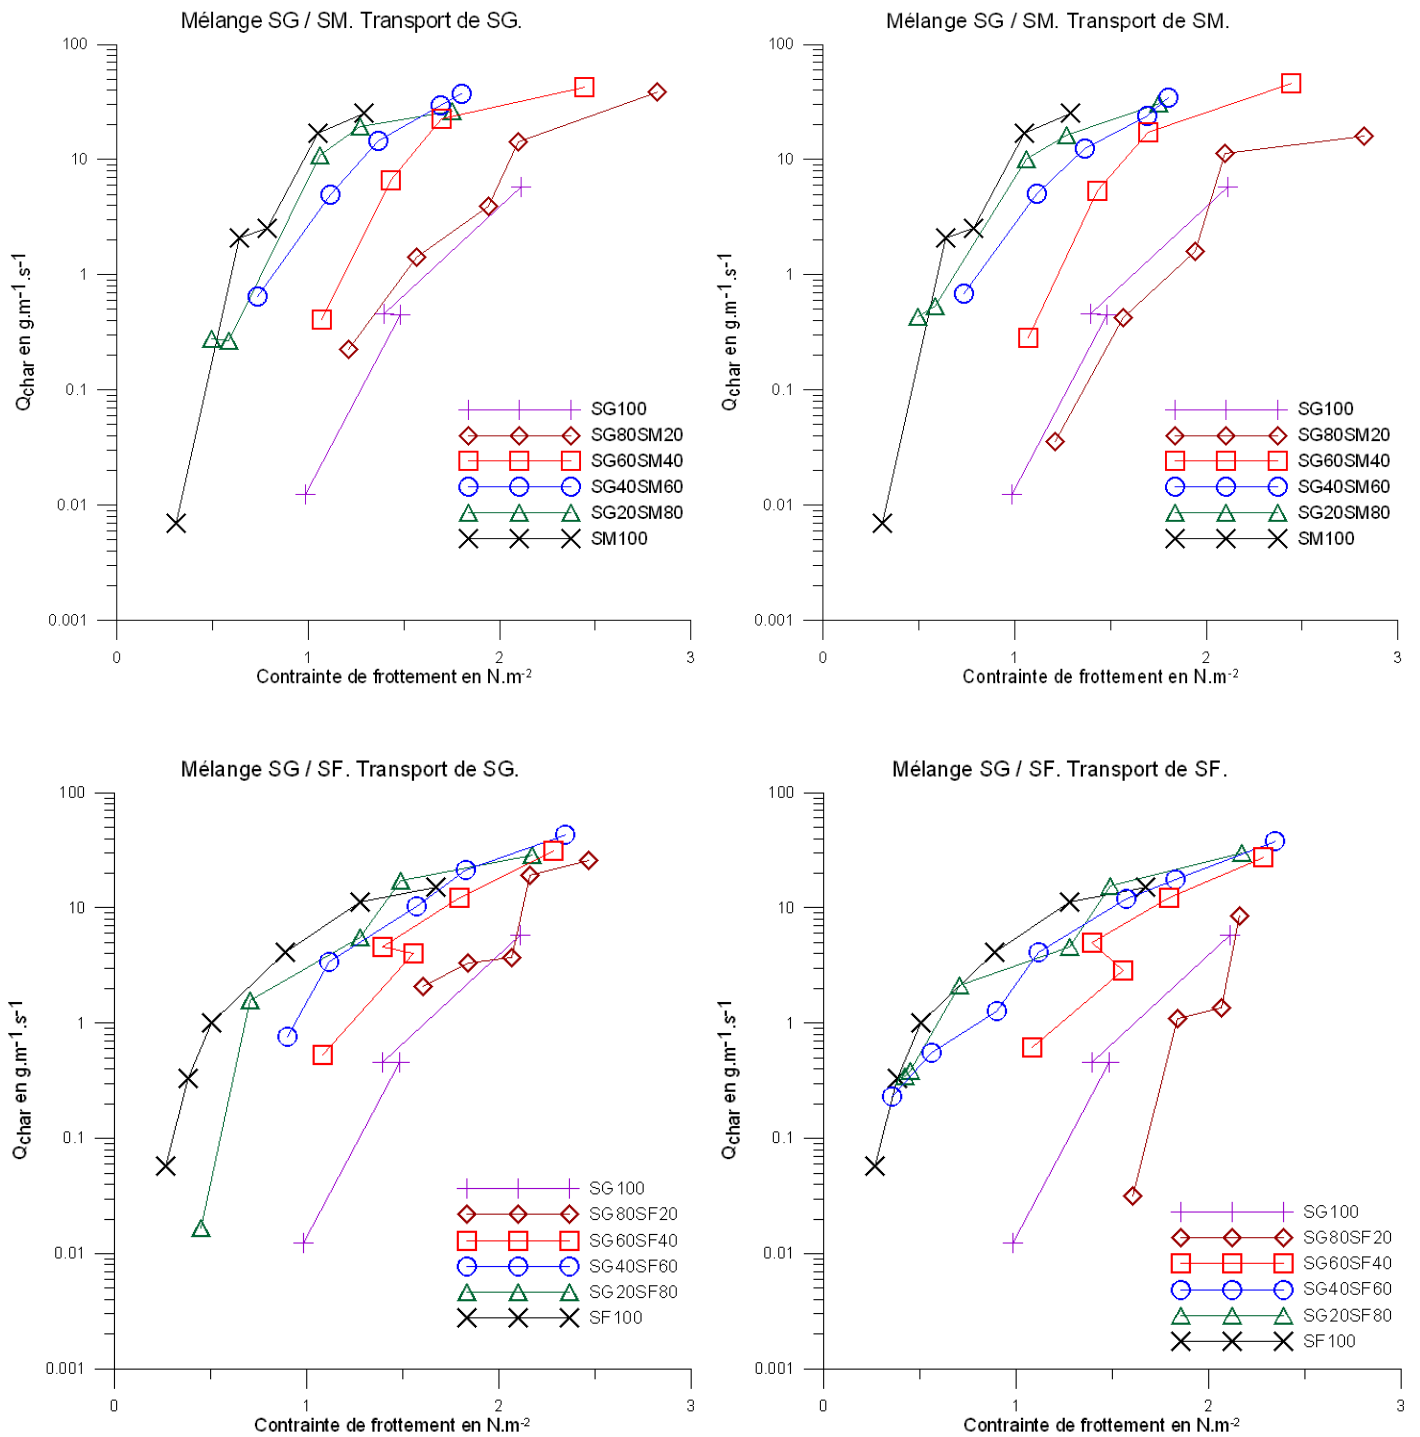 Mélange SG / SM. Transport de SG.
100
10
1
0.1
0.01
0.001
Qchar en g.m-1.s-1
0
1
2
3
Contrainte de frottement en N.m-2
SG100
SG80SM20
SG60SM40
SG40SM60
SG20SM80
SM100
Mélange SG / SM. Transport de SM.
100
10
1
0.1
0.01
0.001
Qchar en g.m-1.s-1
0
1
2
3
Contrainte de frottement en N.m-2
SG100
SG80SM20
SG60SM40
SG40SM60
SG20SM80
SM100
Mélange SG / SF. Transport de SG.
100
10
1
0.1
0.01
0.001
Qchar en g.m-1.s-1
0
1
2
3
Contrainte de frottement en N.m-2
SG100
SG80SF20
SG60SF40
SG40SF60
SG20SF80
SF100
Mélange SG / SF. Transport de SF.
100
10
1
0.1
0.01
0.001
Qchar en g.m-1.s-1
0
1
2
3
Contrainte de frottement en N.m-2
SG100
SG80SF20
SG60SF40
SG40SF60
SG20SF80
SF100